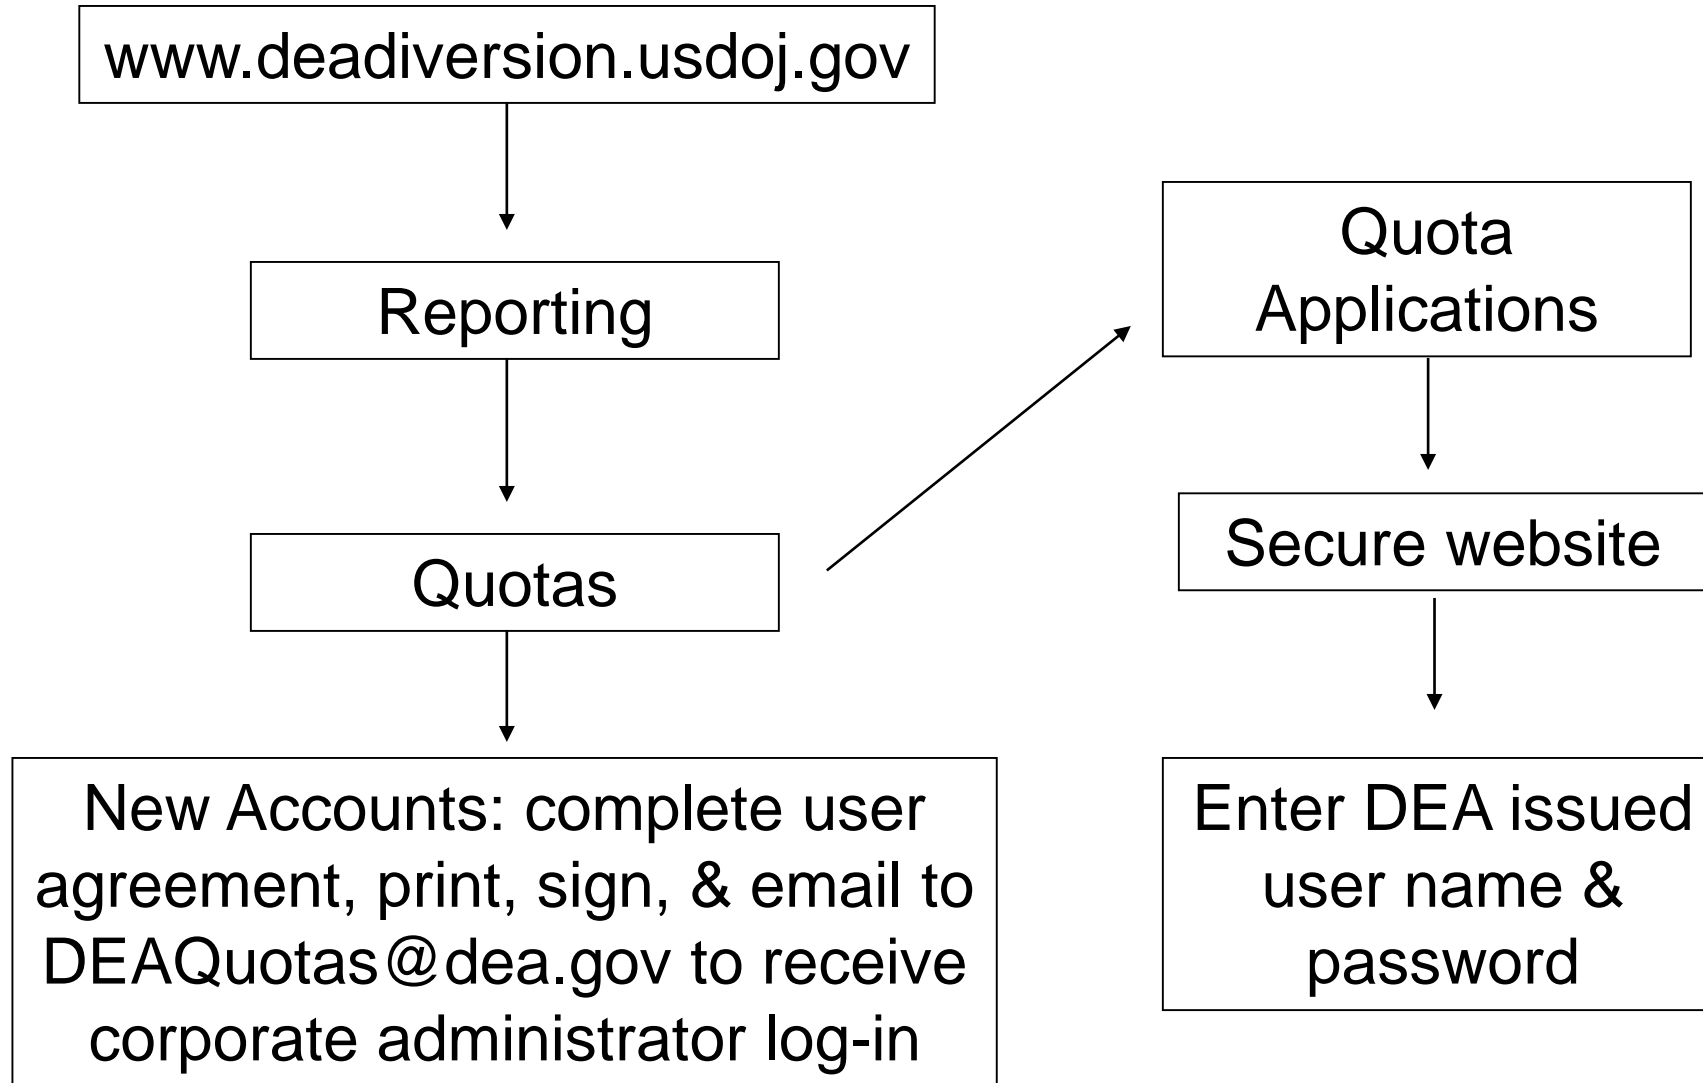 www.deadiversion.usdoj.gov
Reporting
Quotas
New Accounts: complete user
agreement, print, sign, & email to
DEAQuotas@dea.gov to receive
corporate administrator log-in
Quota
Applications
Secure website
Enter DEA issued
user name &
password